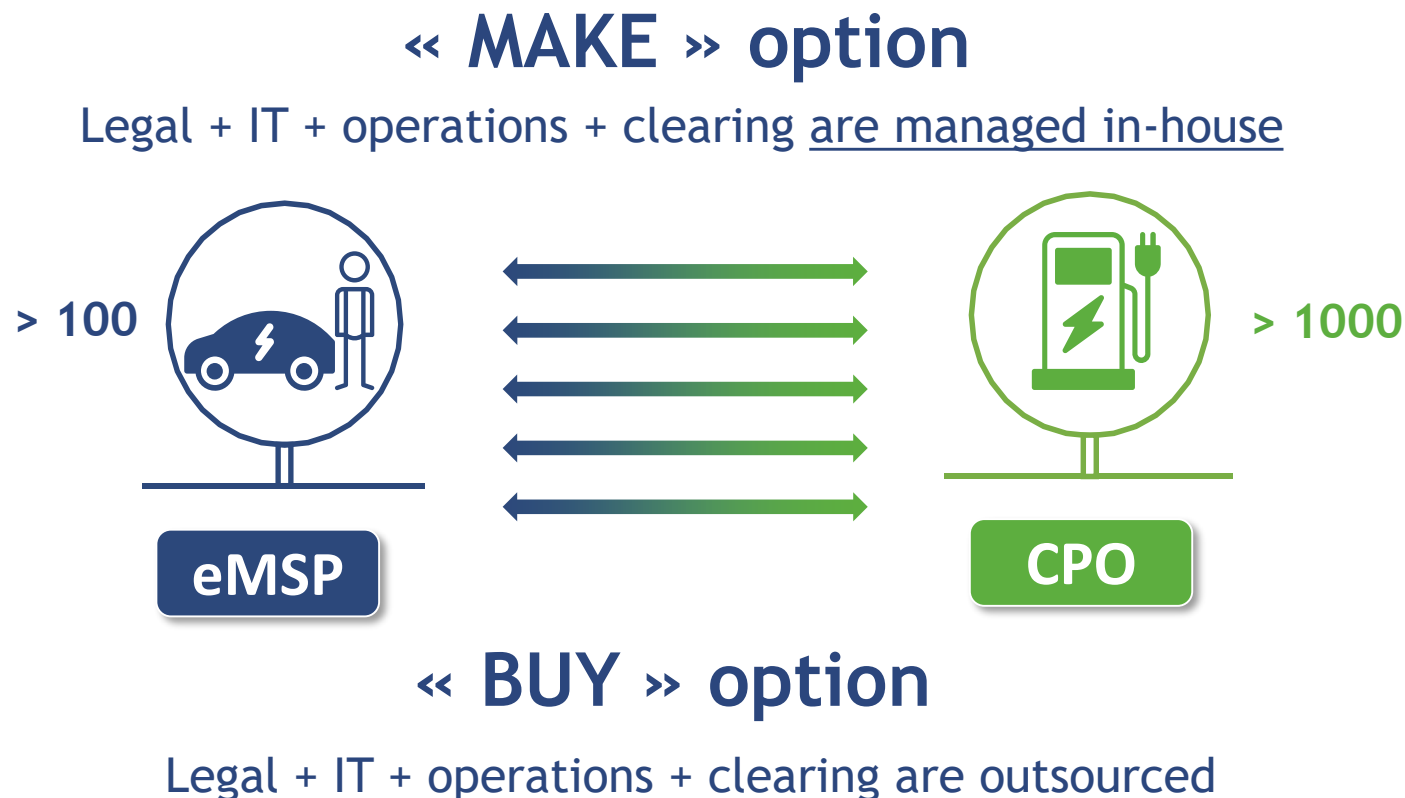 « MAKE » option
Legal + IT + operations + clearing are managed in-house
> 100
> 1000
eMSP
CPO
« BUY » option
Legal + IT + operations + clearing are outsourced